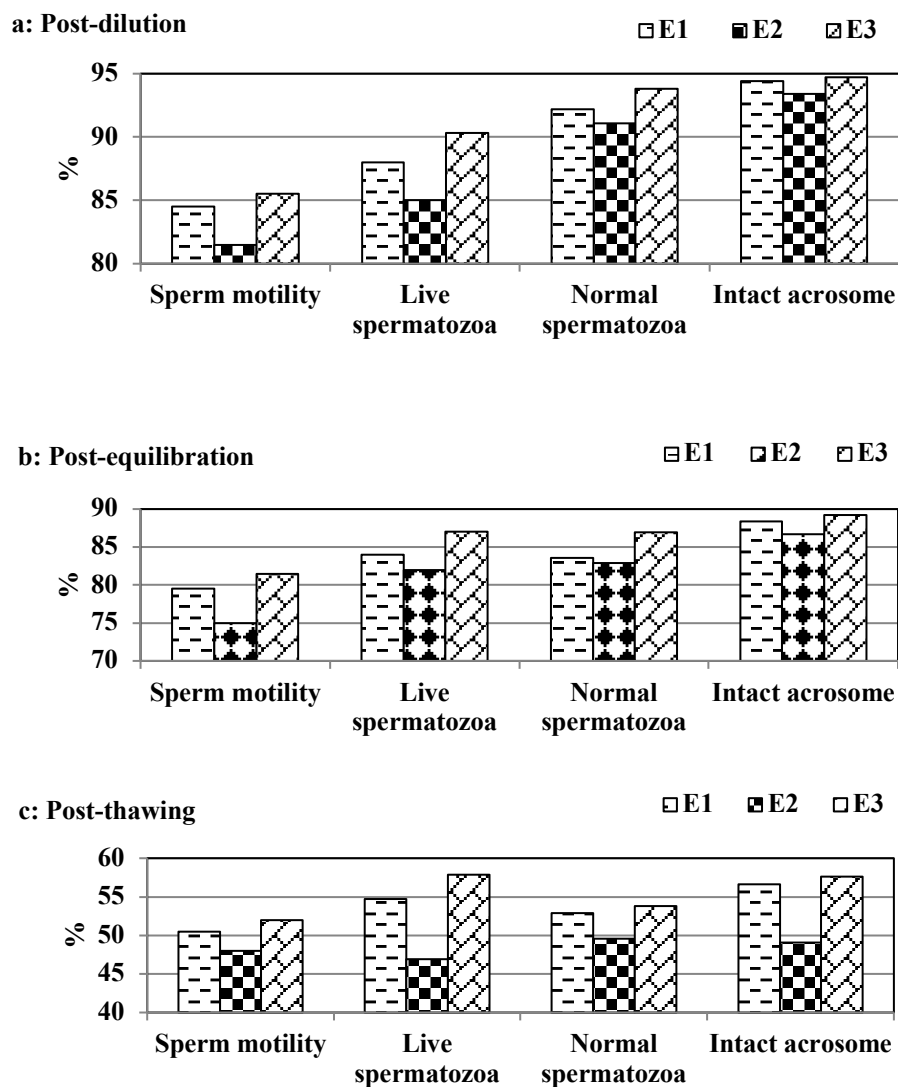 a: Post-dilution
E1 E2 E3
95
90
85
80
%
Sperm motility
Live spermatozoa
Normal spermatozoa
Intact acrosome
b: Post-equilibration
E1 E2 E3
90
85
80
75
70
%
Sperm motility
Live spermatozoa
Normal spermatozoa
Intact acrosome
c: Post-thawing
E1 E2 E3
60
55
50
45
40
%
Sperm motility
Live spermatozoa
Normal spermatozoa
Intact acrosome